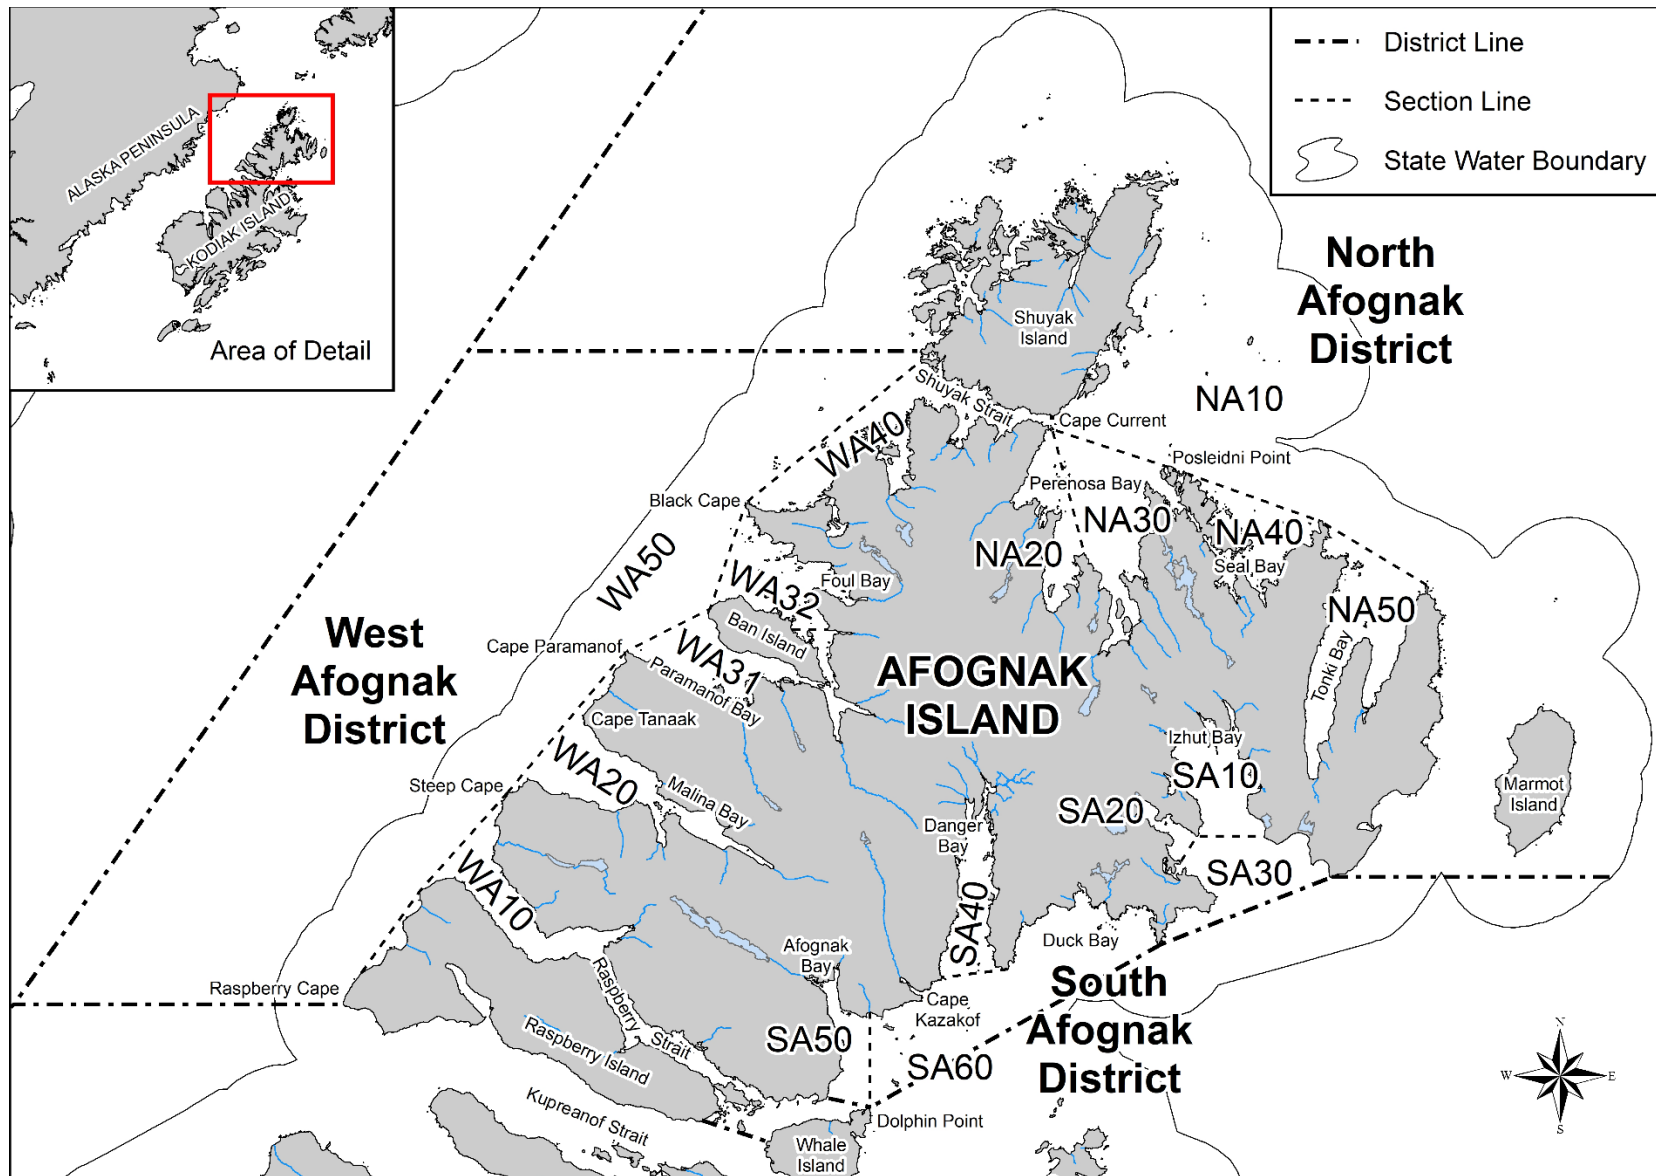 ALASKA PENINSULA
KODIAK ISLAND
Area of Detail
District Line
Section Line
State Water Boundary
North
Afognak
District
Shuyak
Island
NA10
Shuyak Strait
Cape Current
WA40
Posleidni Point
Perenosa Bay
Black Cape
NA30
NA40
NA20
Seal Bay
WA50
Foul Bay
WA32
NA50
Ban Island
West
Afognak
District
Cape Paramanof
WA31
Paramanof Bay
AFOGNAK
ISLAND
Tonki Bay
Cape Tanaak
Izhut Bay
WA20
SA10
Steep Cape
Malina Bay
Marmot
Island
SA20
Danger
Bay
SA30
WA10
SA40
Duck Bay
Afognak
Bay
Raspberry Cape
Raspberry
Strait
Cape
Kazakof
South
Afognak
District
SA50
Raspberry Island
SA60
Kupreanof Strait
Dolphin Point
Whale
Island
N
W
E
S